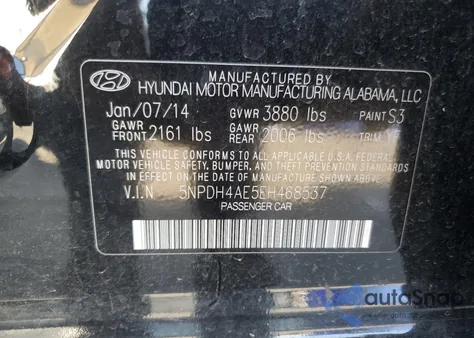 MANUFACTURED BY
HYUNDAI MOTOR MANUFACTURING ALABAMA, LLC
Jan/07/14 GVWR 3880 lbs PAINT S3
GAWR FRONT 2161 lbs GAWR REAR 2006 lbs TRIM
THIS VEHICLE CONFORMS TO ALL APPLICABLE U.S.A. FEDERAL
MOTOR VEHICLE SAFETY, BUMPER, AND THEFT PREVENTION
STANDARDS IN EFFECT ON THE DATE OF MANUFACTURE SHOWN ABOVE.
V.I.N 5NPDH4AE5EH468537
PASSENGER CAR
autoSnap